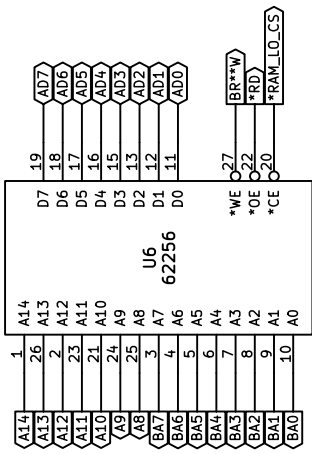 AD7 AD6 AD5 AD4 AD3 AD2 AD1 AD0 BR**W *RD *RAM_LO_CS
19 18 17 16 15 13 12 11 27 22 20
D7 D6 D5 D4 D3 D2 D1 D0 *WE *OE *CE
U6
62256
A14 A13 A12 A11 A10 A9 A8 A7 A6 A5 A4 A3 A2 A1 A0
1 26 2 23 21 24 25 3 4 5 6 7 8 9 10
A14 A13 A12 A11 A10 A9 A8 BA7 BA6 BA5 BA4 BA3 BA2 BA1 BA0